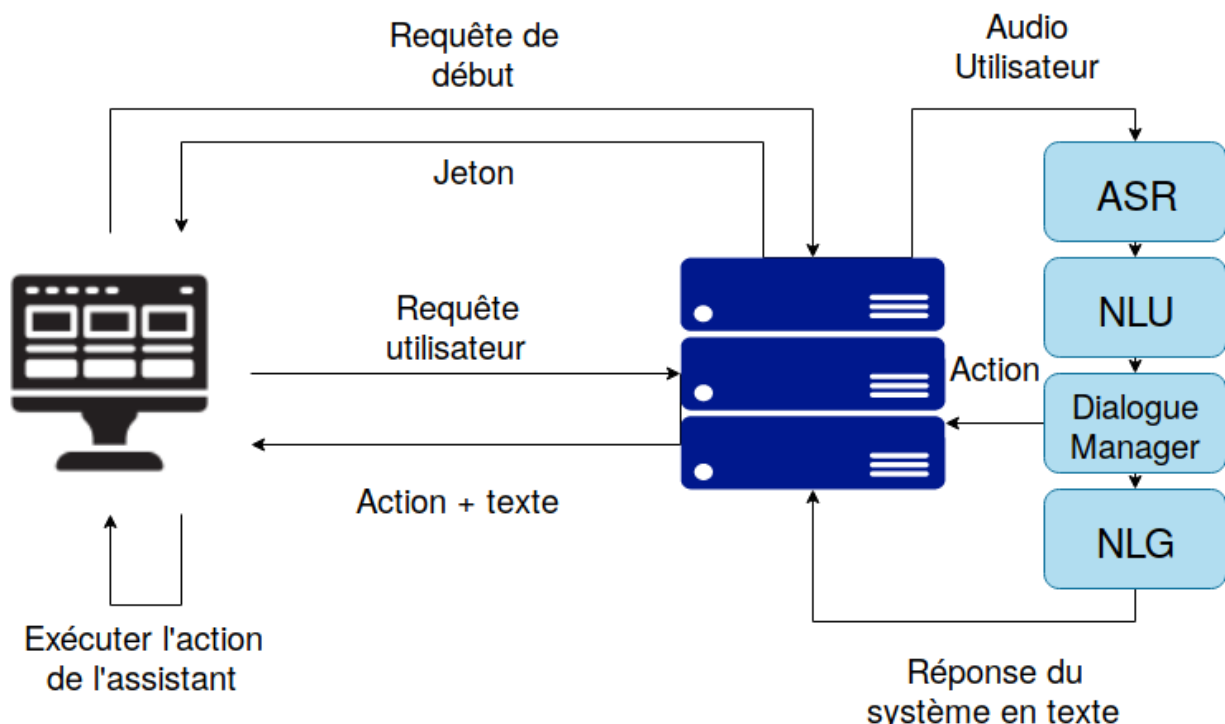 Requête de
début
Audio
Utilisateur
Jeton
ASR
Requête
utilisateur
NLU
Action
Dialogue
Manager
Action + texte
NLG
Exécuter l'action
de l'assistant
Réponse du
système en texte